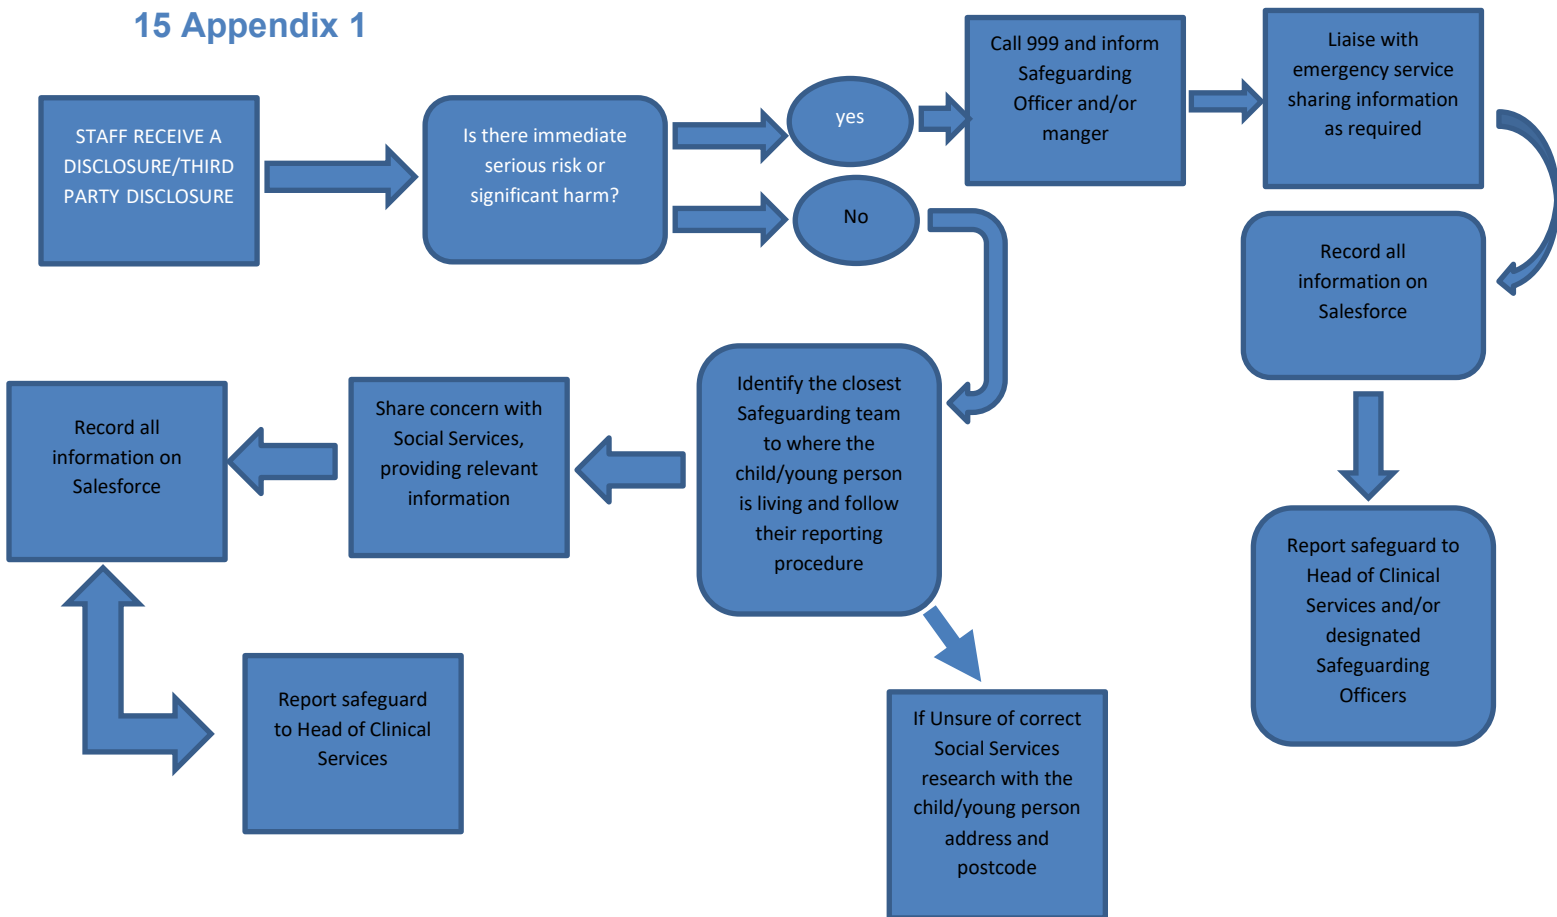 15 Appendix 1
STAFF RECEIVE A
DISCLOSURE/THIRD
PARTY DISCLOSURE
Is there immediate
serious risk or
significant harm?
yes
No
Call 999 and inform
Safeguarding
Officer and/or
manger
Liaise with
emergency service
sharing information
as required
Record all
information on
Salesforce
Report safeguard to
Head of Clinical
Services and/or
designated
Safeguarding
Officers
Identify the closest
Safeguarding team
to where the
child/young person
is living and follow
their reporting
procedure
If Unsure of correct
Social Services
research with the
child/young person
address and
postcode
Share concern with
Social Services,
providing relevant
information
Record all
information on
Salesforce
Report safeguard
to Head of Clinical
Services